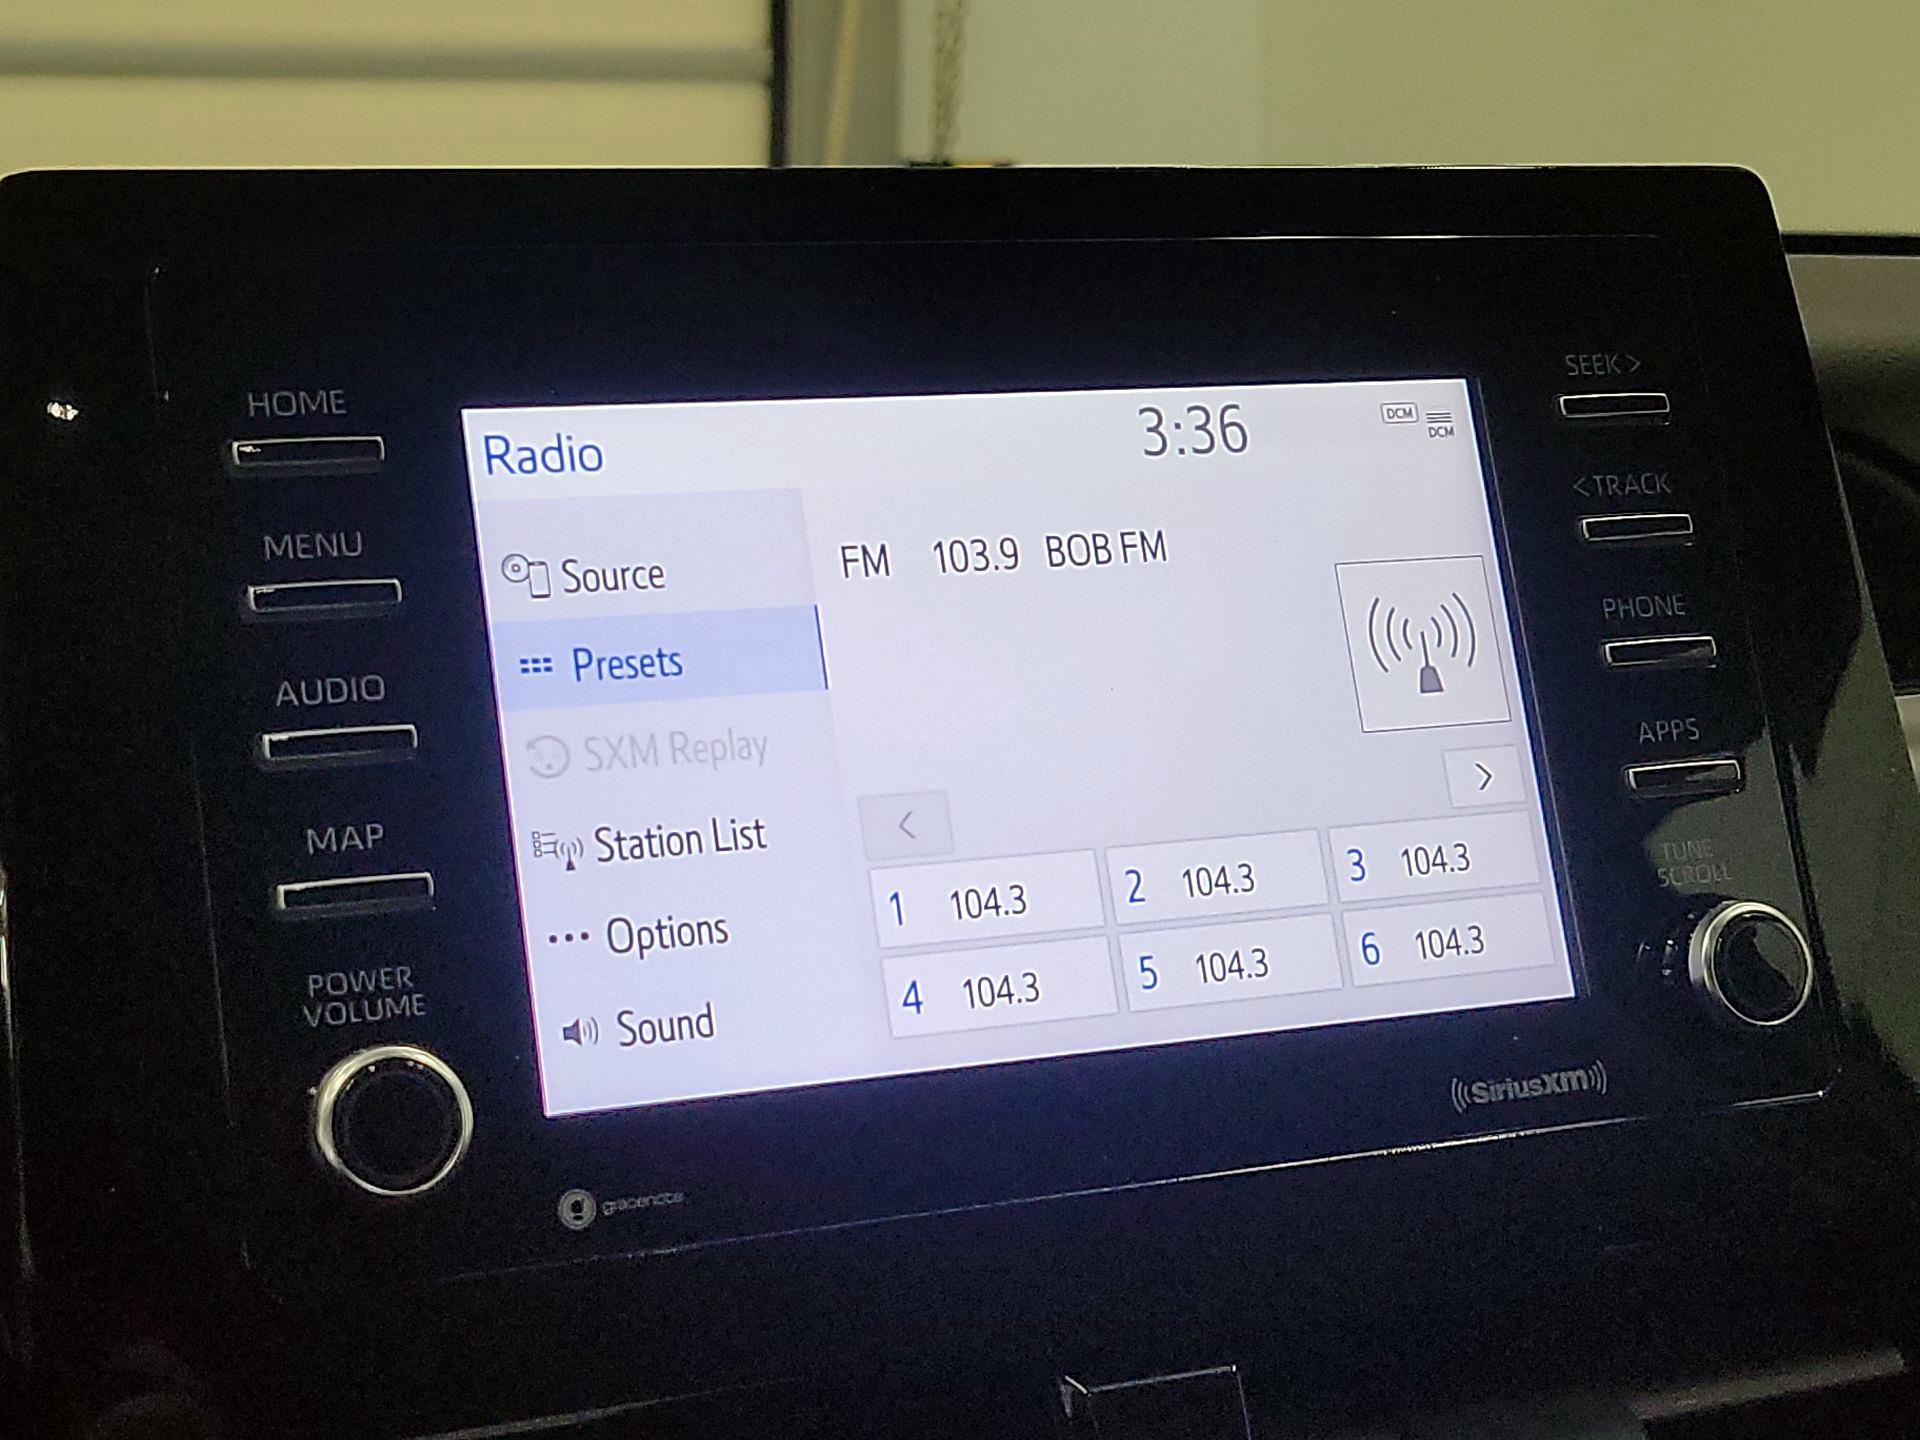 HOME
MENU
AUDIO
MAP
POWER
VOLUME
Radio
3:36
DCM
DCM
Source
Presets
SXM Replay
Station List
Options
Sound
FM 103.9 BOB FM
<
>
1 104.3
2 104.3
3 104.3
4 104.3
5 104.3
6 104.3
SEEK >
< TRACK
PHONE
APPS
TUNE
SCROLL
((SiriusXm))
gracenote